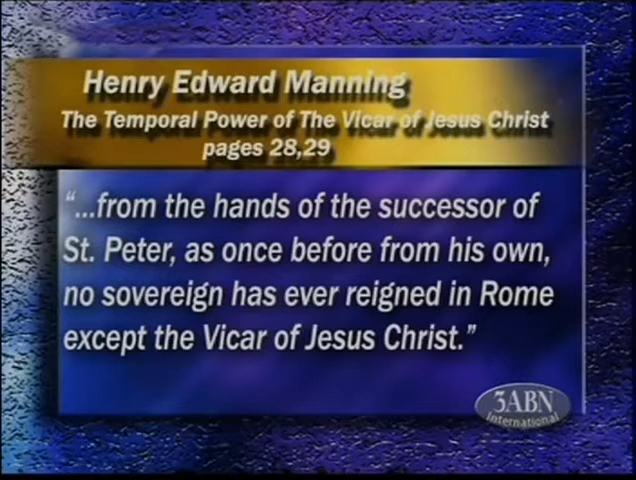 Henry Edward Manning
The Temporal Power of The Vicar of Jesus Christ
pages 28,29
“...from the hands of the successor of
St. Peter, as once before from his own,
no sovereign has ever reigned in Rome
except the Vicar of Jesus Christ.”
3ABN
International